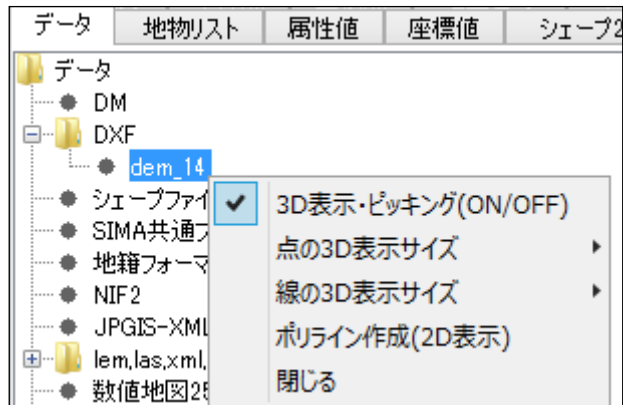 データ 地物リスト 属性値 座標値 シェープ2
データ
DM
DXF
dem_14
シェープファイ
SIMA共通フ
地籍フォーマ
NIF2
JPGIS-XML
lem,las,xml,
数値地図25
3D表示・ピッキング(ON/OFF)
点の3D表示サイズ
線の3D表示サイズ
ポリライン作成(2D表示)
閉じる